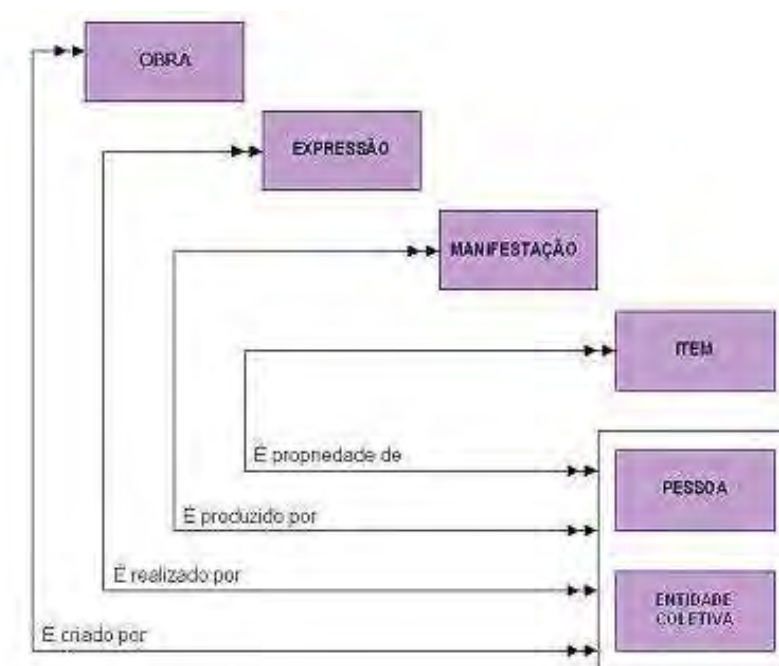 OBRA
EXPRESSÃO
MANIFESTAÇÃO
ITEM
É propriedade de
PESSOA
É produzido por
É realizado por
ENTIDADE
COLETIVA
É criado por